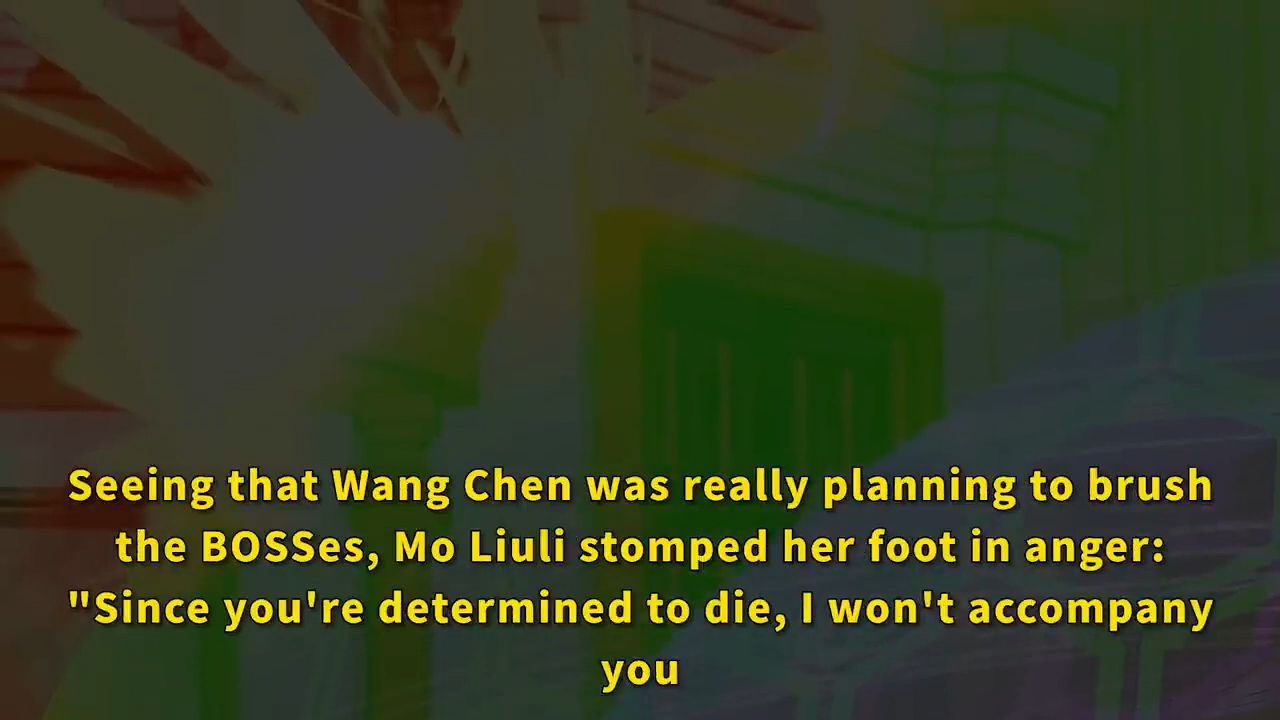 Seeing that Wang Chen was really planning to brush
the BOSSes, Mo Liuli stomped her foot in anger:
"Since you're determined to die, I won't accompany
you